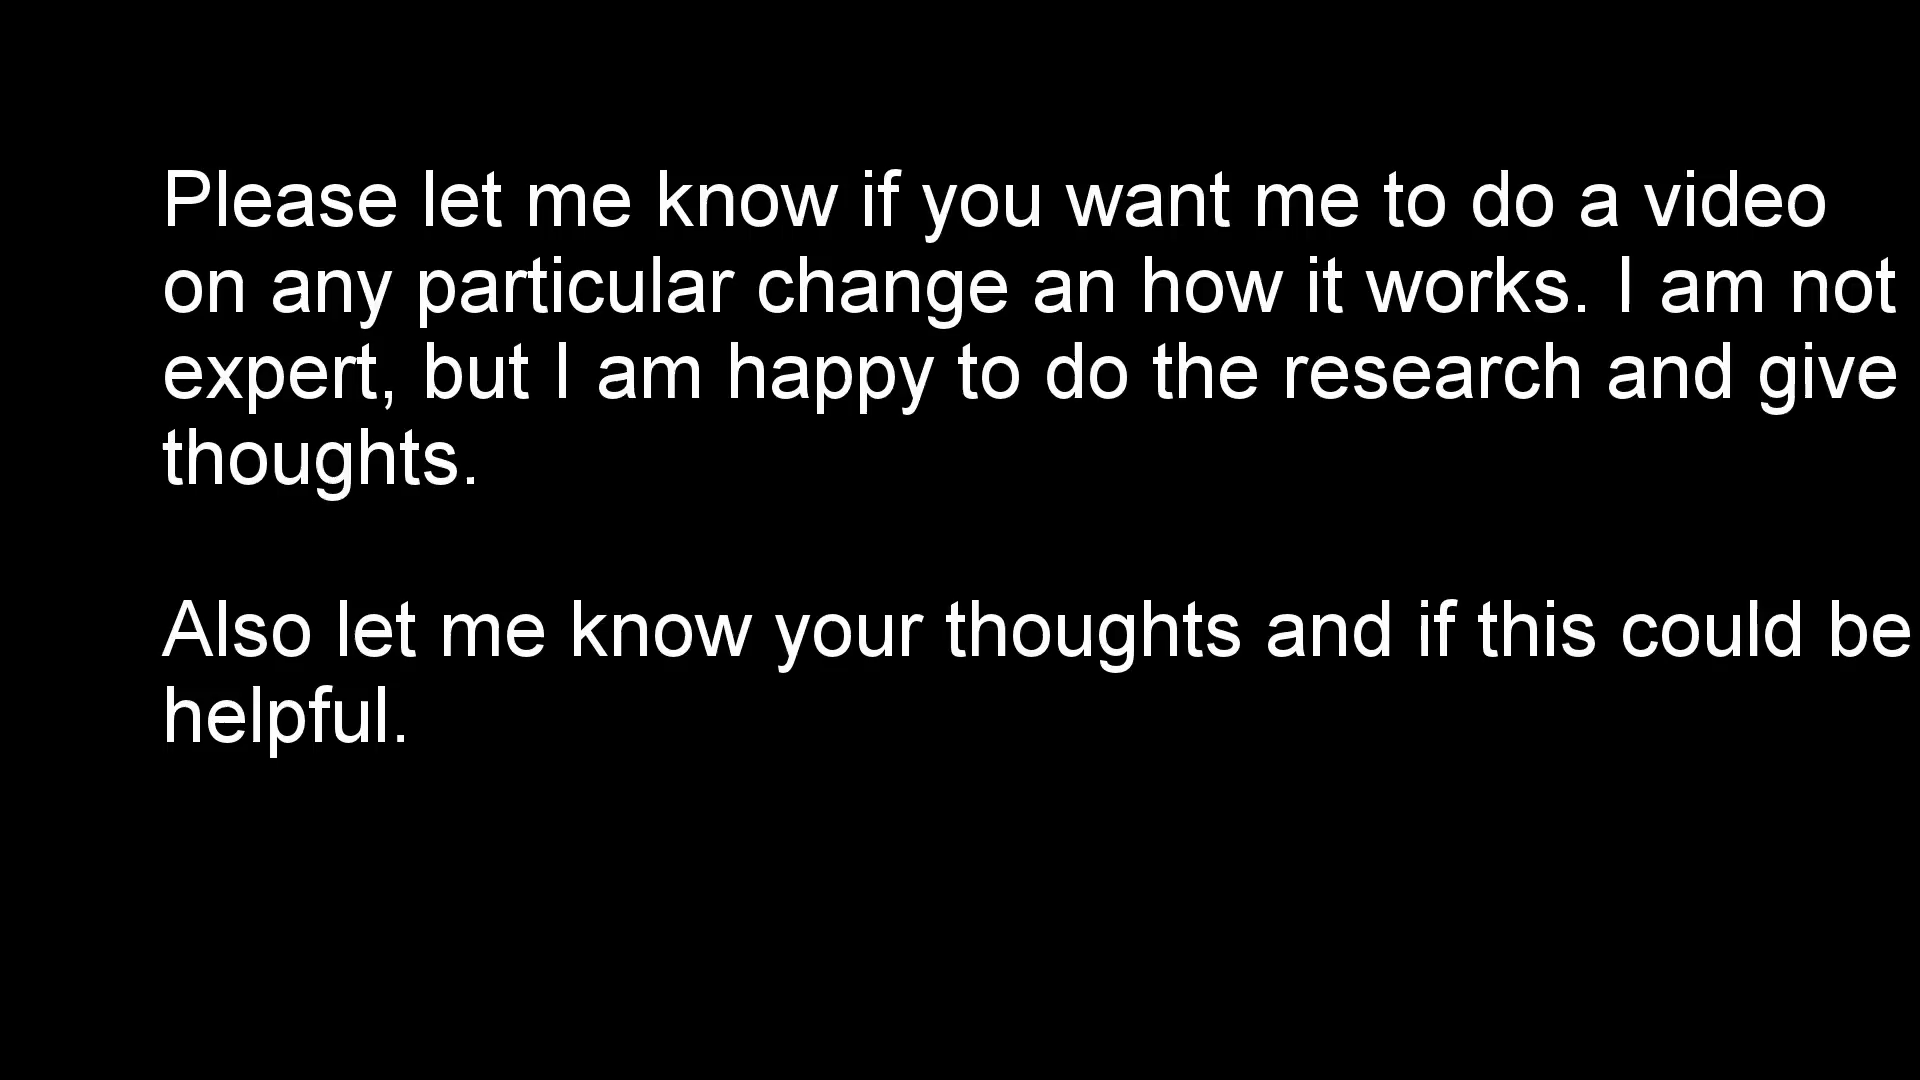 Please let me know if you want me to do a video
on any particular change an how it works. I am not
expert, but I am happy to do the research and give
thoughts.
Also let me know your thoughts and if this could be
helpful.